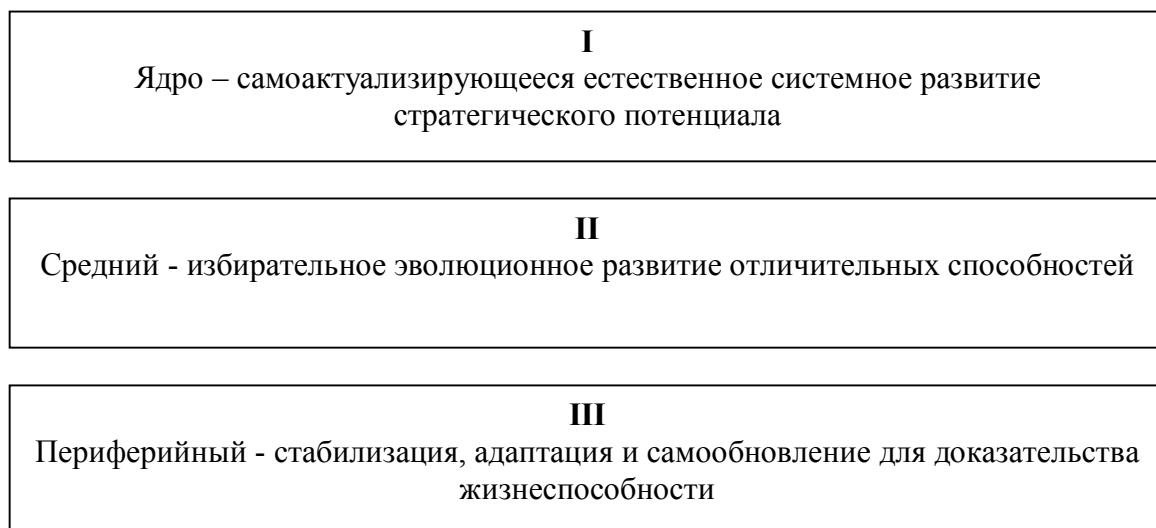 I
Ядро – самоактуализирующееся естественное системное развитие
стратегического потенциала
II
Средний - избирательное эволюционное развитие отличительных способностей
III
Периферийный - стабилизация, адаптация и самообновление для доказательства
жизнеспособности